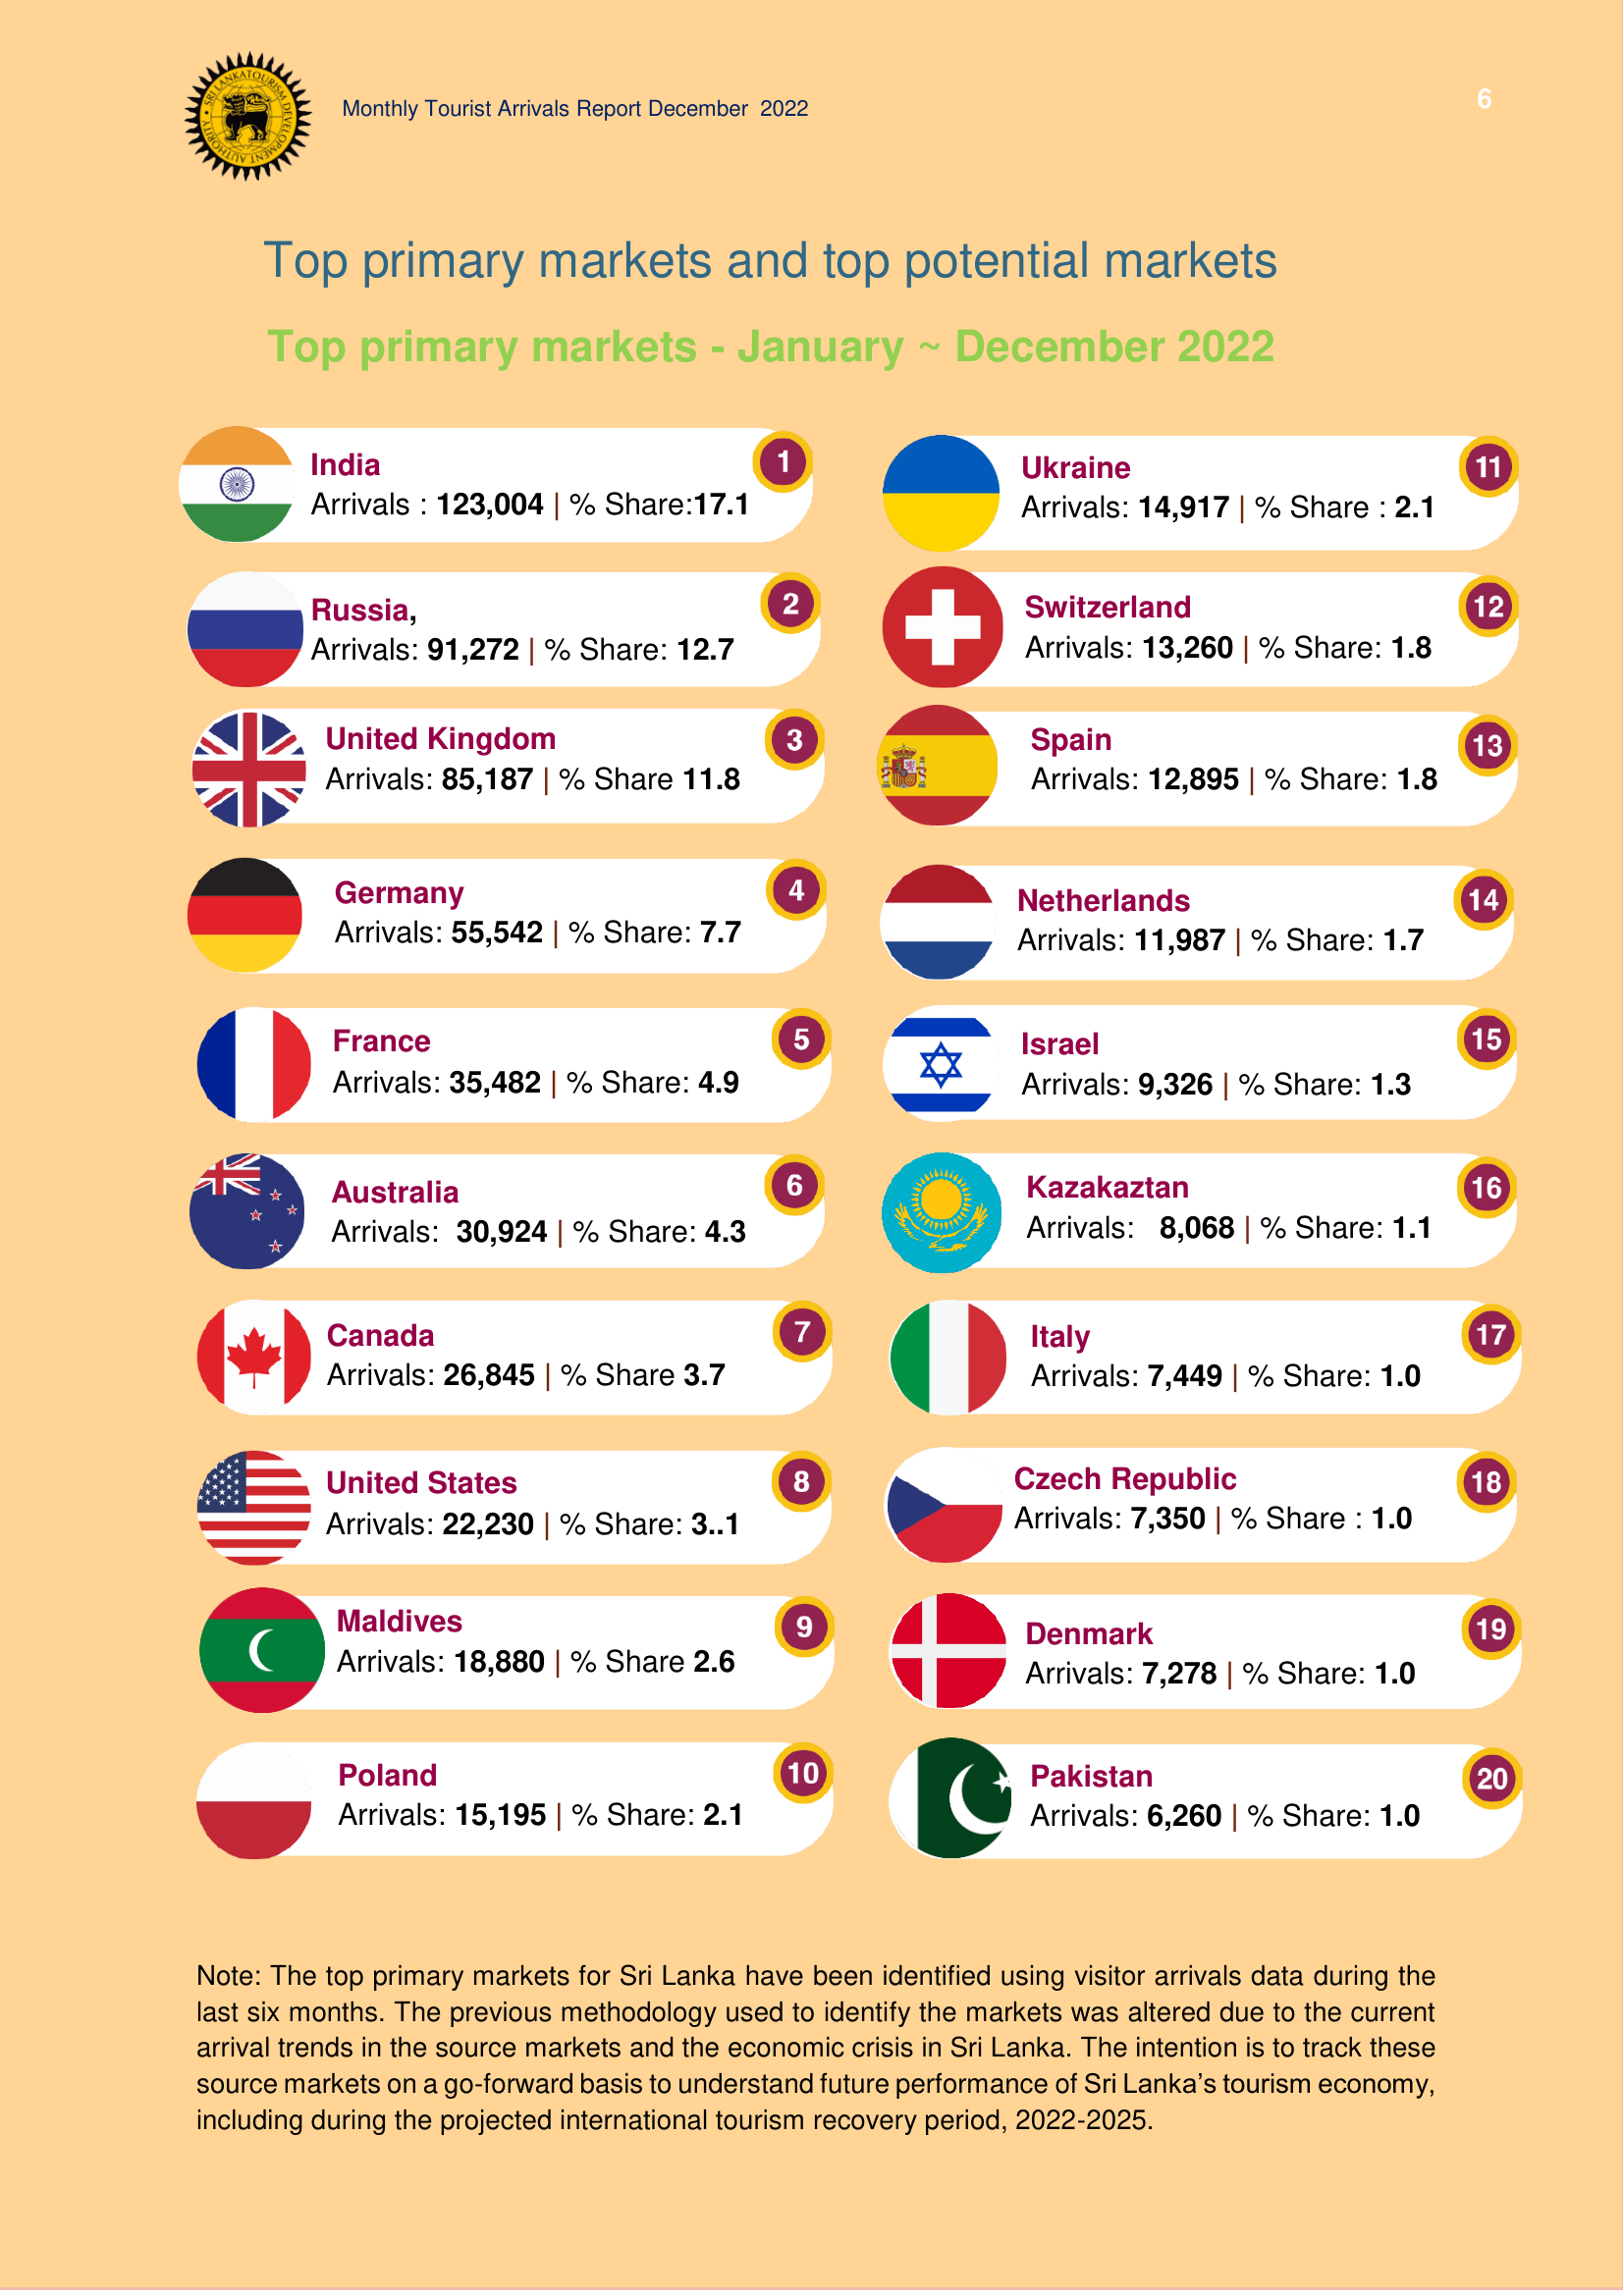 SRI LANKA TOURISM DEVELOPMENT AUTHORITY
Monthly Tourist Arrivals Report December 2022
6
Top primary markets and top potential markets
Top primary markets - January ~ December 2022
India
1
Arrivals : 123,004 | % Share:17.1
Russia,
2
Arrivals: 91,272 | % Share: 12.7
United Kingdom
3
Arrivals: 85,187 | % Share 11.8
Germany
4
Arrivals: 55,542 | % Share: 7.7
France
5
Arrivals: 35,482 | % Share: 4.9
Australia
6
Arrivals: 30,924 | % Share: 4.3
Canada
7
Arrivals: 26,845 | % Share 3.7
United States
8
Arrivals: 22,230 | % Share: 3..1
Maldives
9
Arrivals: 18,880 | % Share 2.6
Poland
10
Arrivals: 15,195 | % Share: 2.1
Ukraine
11
Arrivals: 14,917 | % Share : 2.1
Switzerland
12
Arrivals: 13,260 | % Share: 1.8
Spain
13
Arrivals: 12,895 | % Share: 1.8
Netherlands
14
Arrivals: 11,987 | % Share: 1.7
Israel
15
Arrivals: 9,326 | % Share: 1.3
Kazakaztan
16
Arrivals: 8,068 | % Share: 1.1
Italy
17
Arrivals: 7,449 | % Share: 1.0
Czech Republic
18
Arrivals: 7,350 | % Share : 1.0
Denmark
19
Arrivals: 7,278 | % Share: 1.0
Pakistan
20
Arrivals: 6,260 | % Share: 1.0
Note: The top primary markets for Sri Lanka have been identified using visitor arrivals data during the
last six months. The previous methodology used to identify the markets was altered due to the current
arrival trends in the source markets and the economic crisis in Sri Lanka. The intention is to track these
source markets on a go-forward basis to understand future performance of Sri Lanka's tourism economy,
including during the projected international tourism recovery period, 2022-2025.